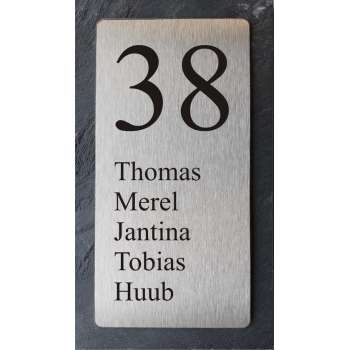 38
Thomas
Merel
Jantina
Tobias
Huub